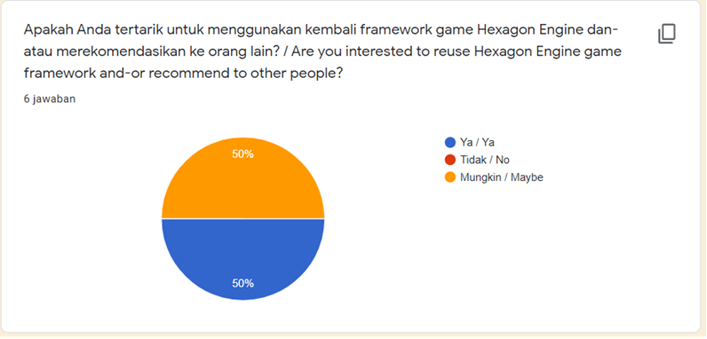 Apakah Anda tertarik untuk menggunakan kembali framework game Hexagon Engine dan-
atau merekomendasikan ke orang lain? / Are you interested to reuse Hexagon Engine game
framework and-or recommend to other people?
6 jawaban
50%
50%
Ya / Ya
Tidak / No
Mungkin / Maybe